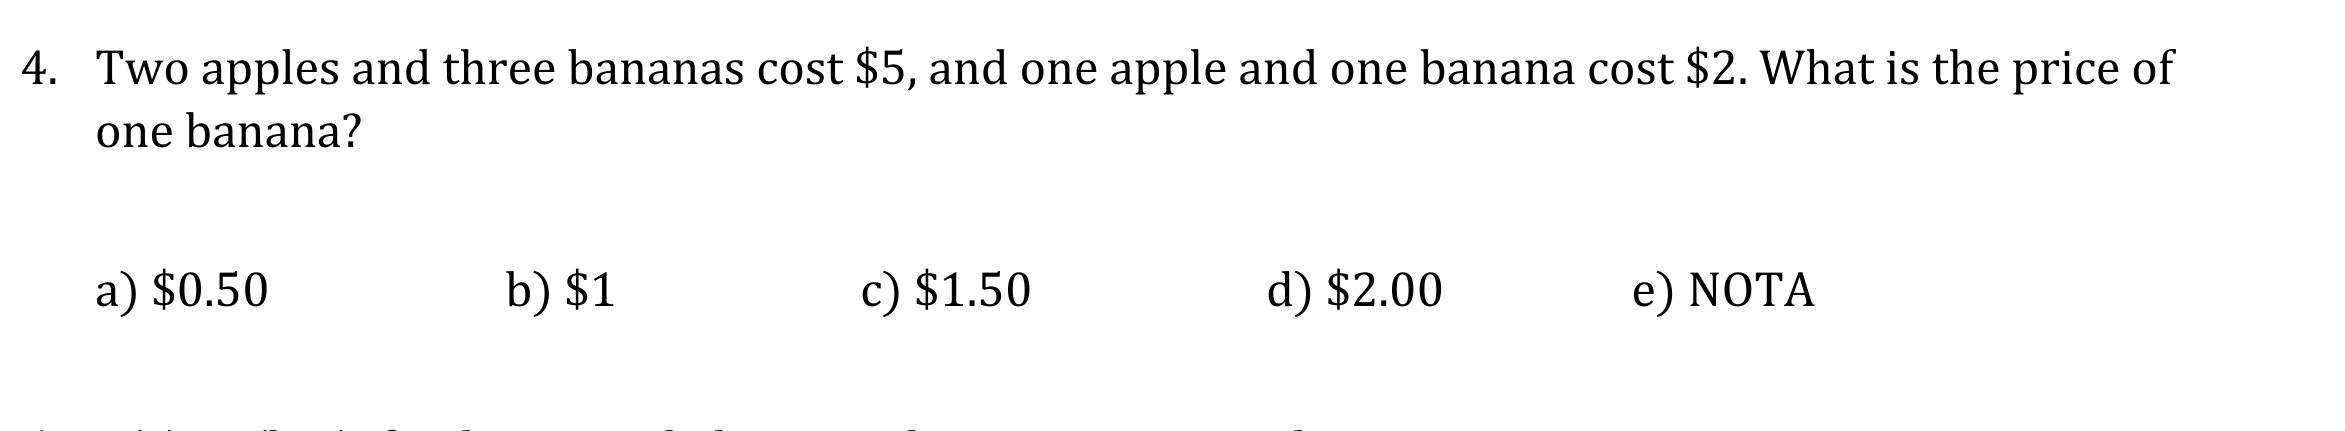 4. Two apples and three bananas cost $5, and one apple and one banana cost $2. What is the price of
one banana?
a) $0.50 b) $1 c) $1.50 d) $2.00 e) NOTA